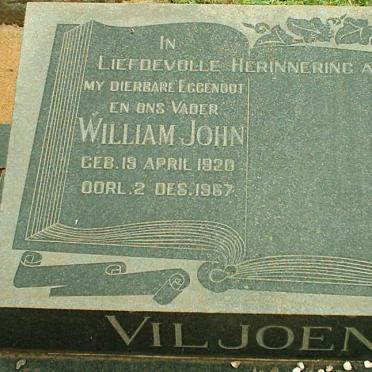 IN
LIEFDEVOLLE HERINNERING A
MY DIERBARE EGGENOOT
EN ONS VADER
WILLIAM JOHN
GEB. 19 APRIL 1920
OORL. 2 DES. 1967
VILJOEN